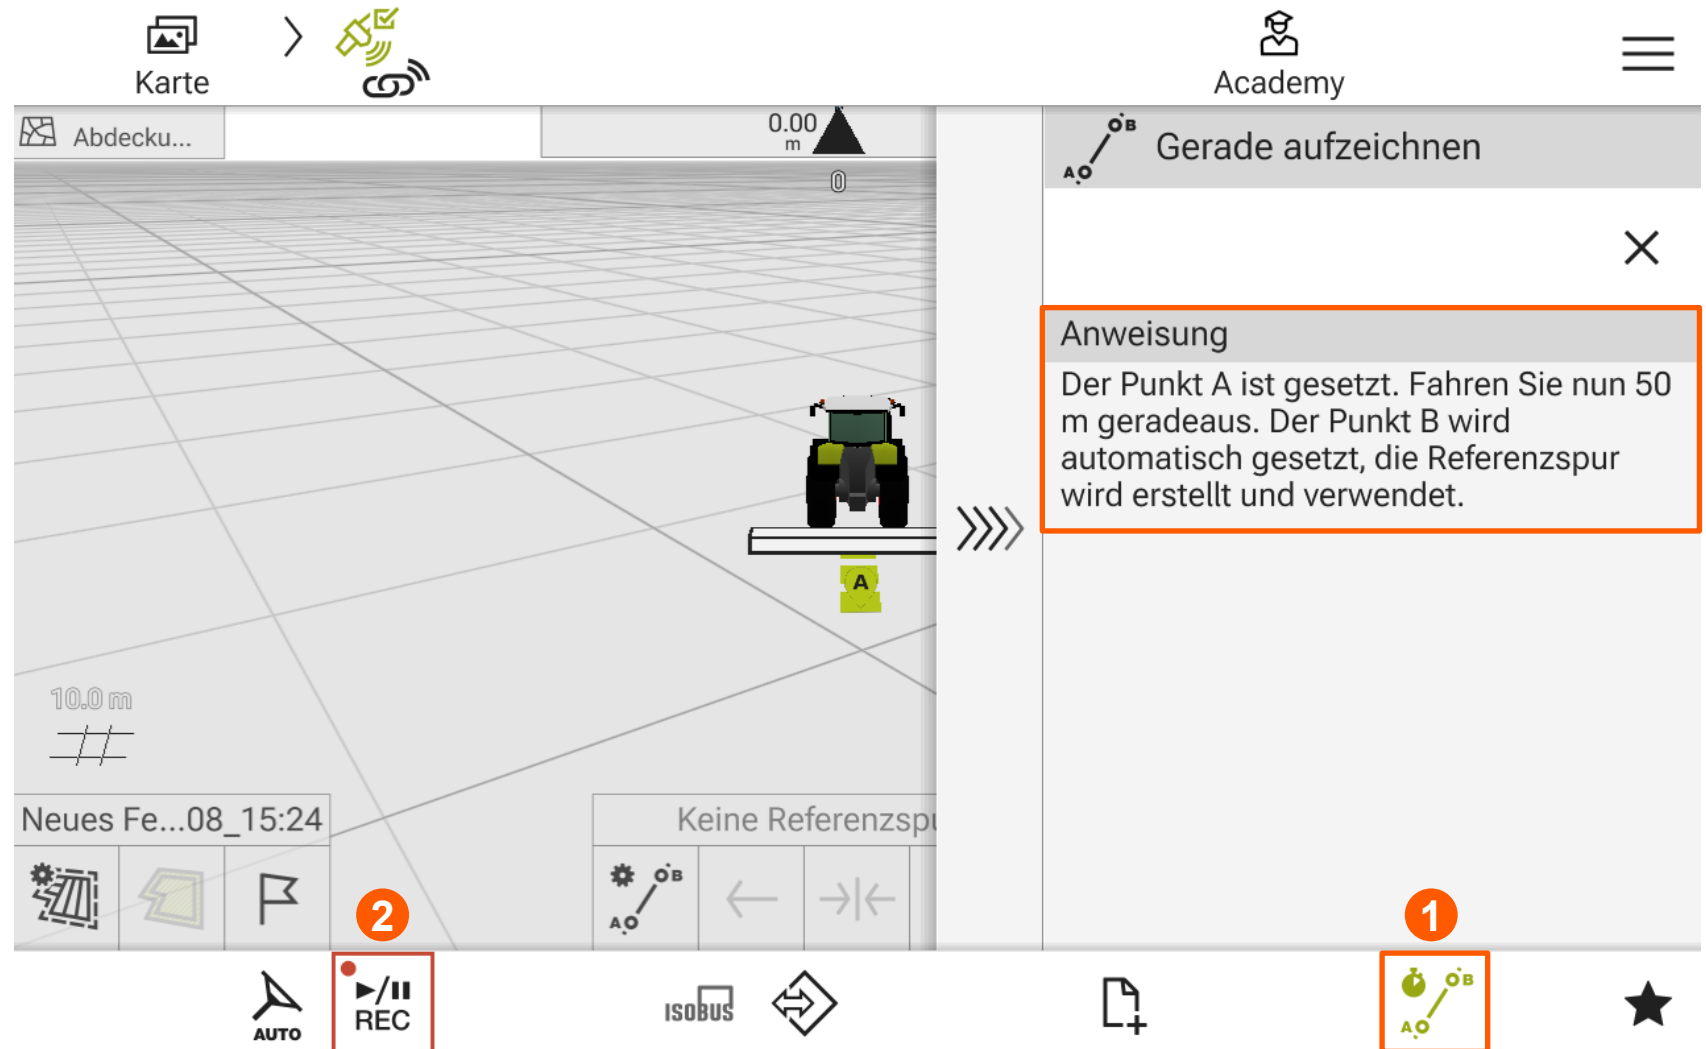 Karte
Academy
Abdecku...
0.00
m
0
A
B
Gerade aufzeichnen
Anweisung
Der Punkt A ist gesetzt. Fahren Sie nun 50
m geradeaus. Der Punkt B wird
automatisch gesetzt, die Referenzspur
wird erstellt und verwendet.
A
10.0 m
Neues Fe...08_15:24
Keine Referenzsp
A
B
2
1
AUTO
REC
ISOBUS
A
B